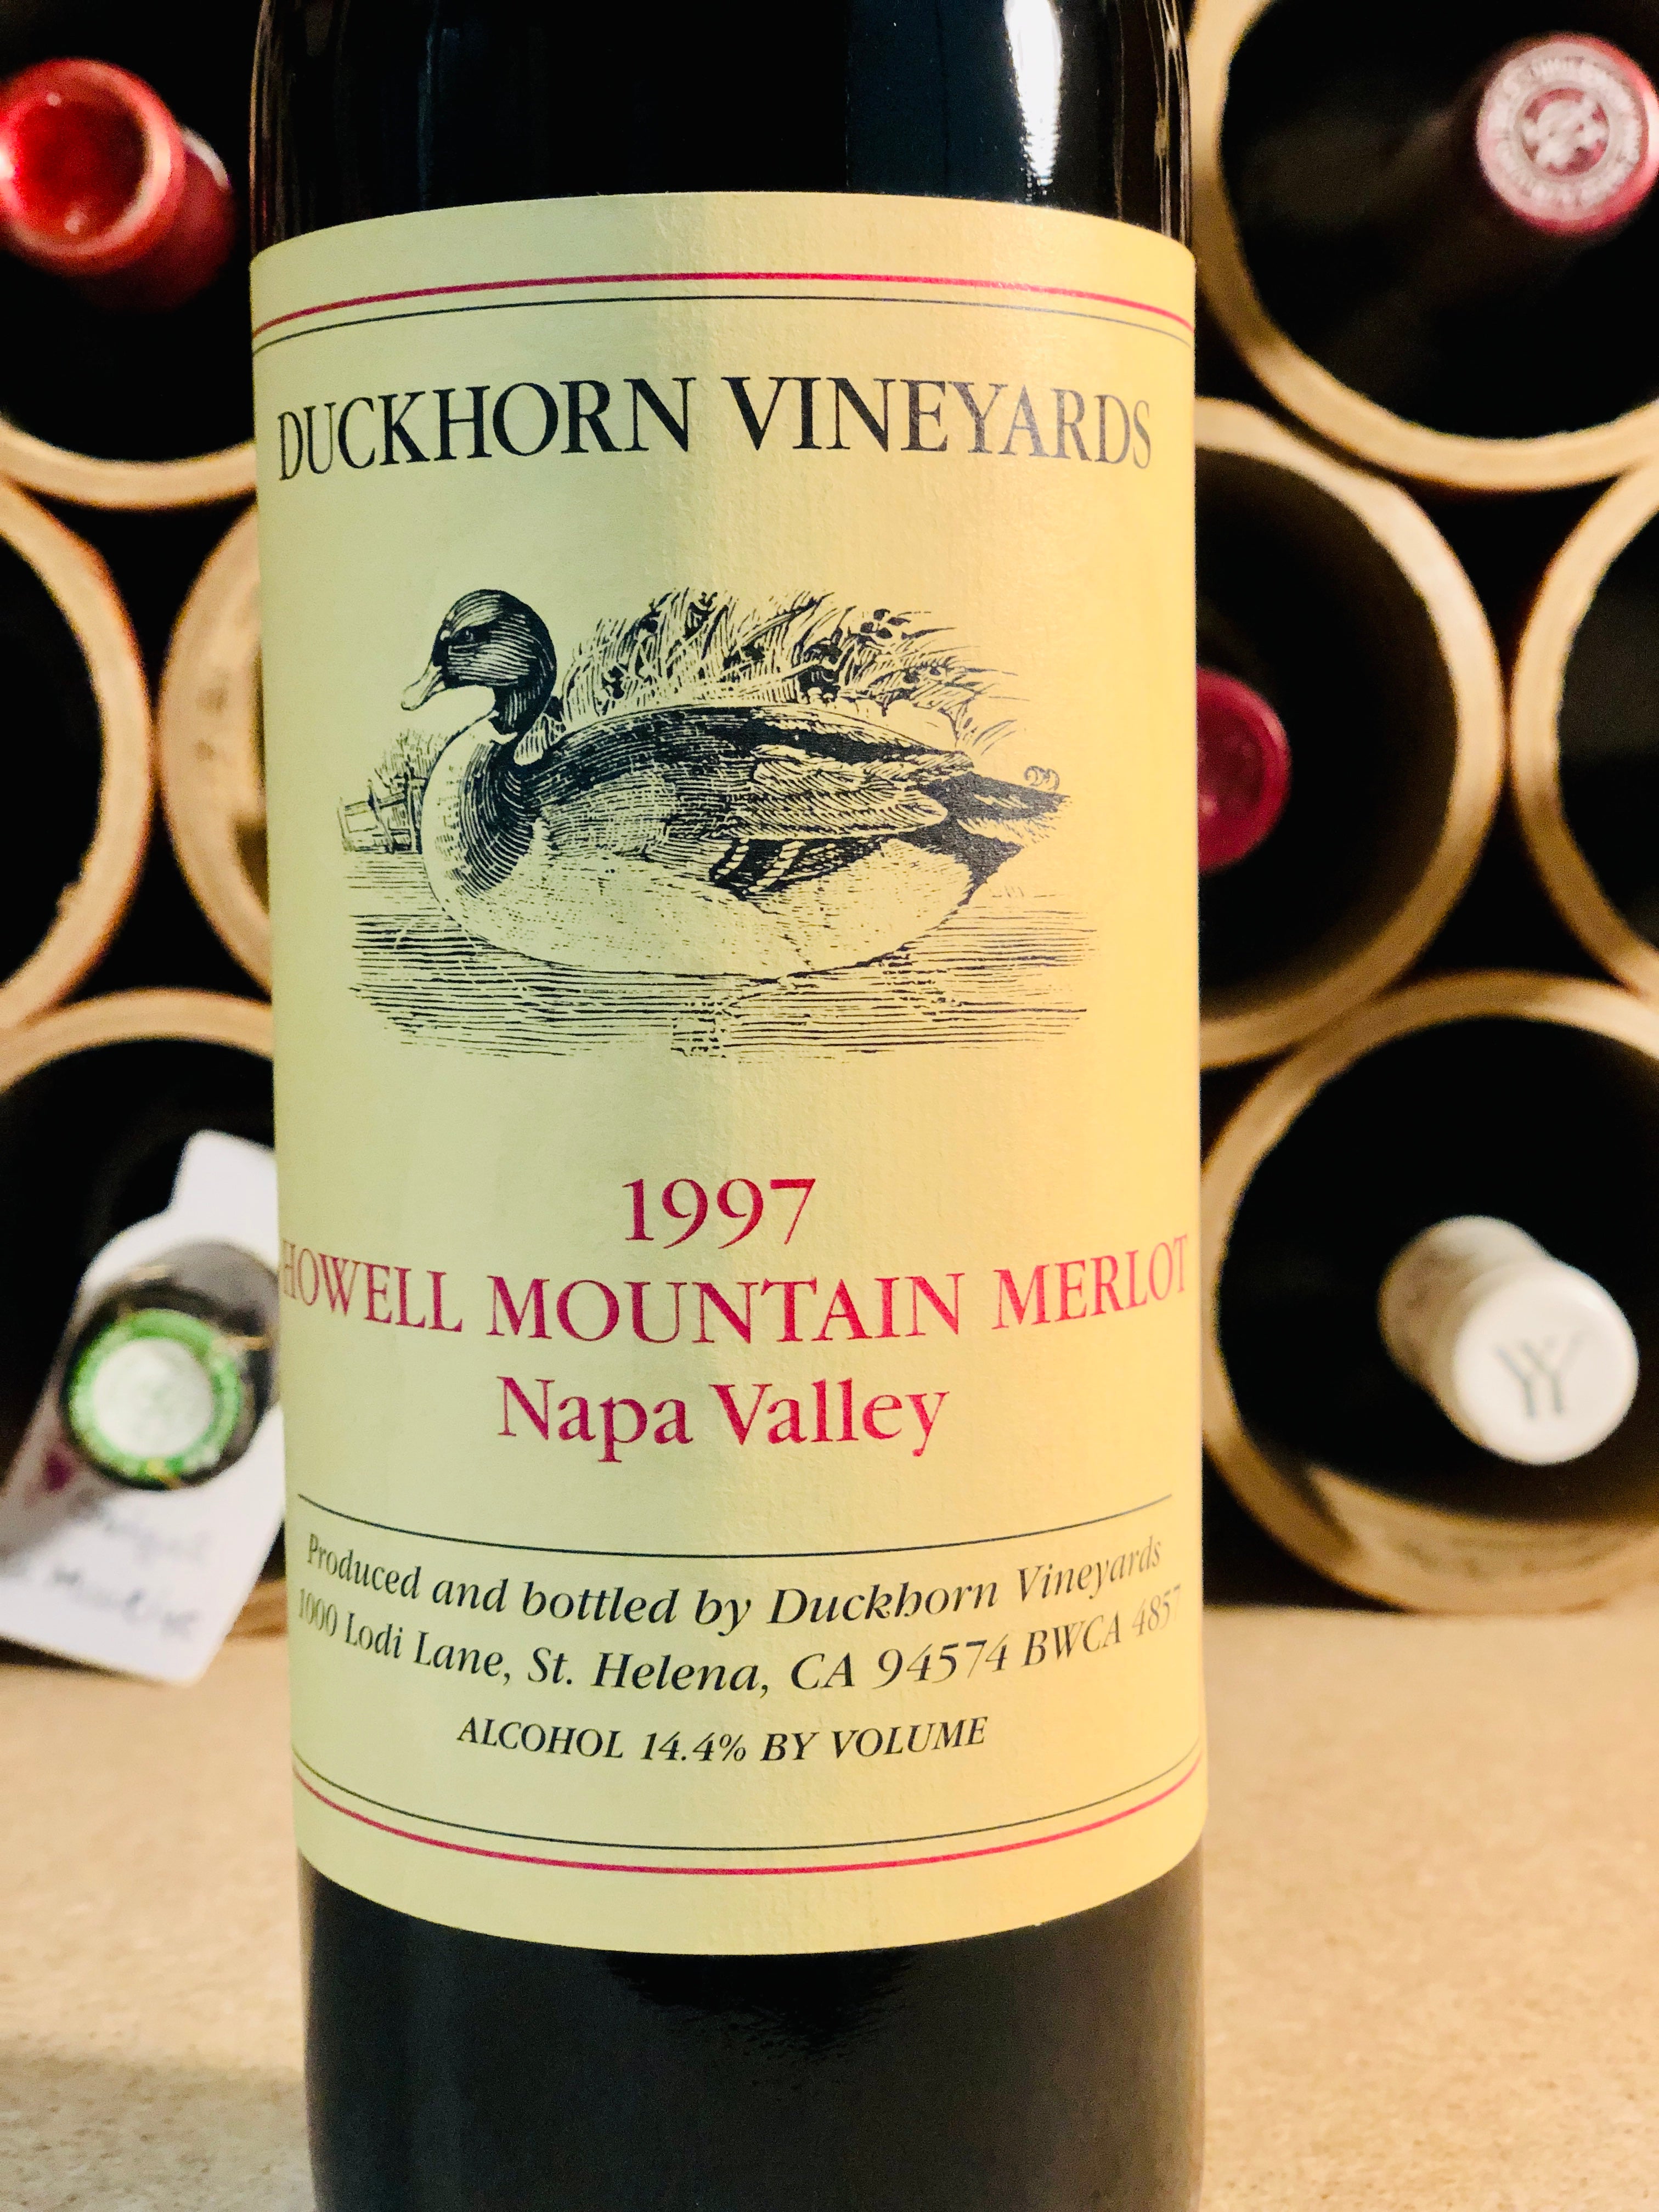 DUCKHORN VINEYARDS
1997
HOWELL MOUNTAIN MERLOT
Napa Valley
Produced and bottled by Duckhorn Vineyards
1000 Lodi Lane, St. Helena, CA 94574 BWCA 4857
ALCOHOL 14.4% BY VOLUME